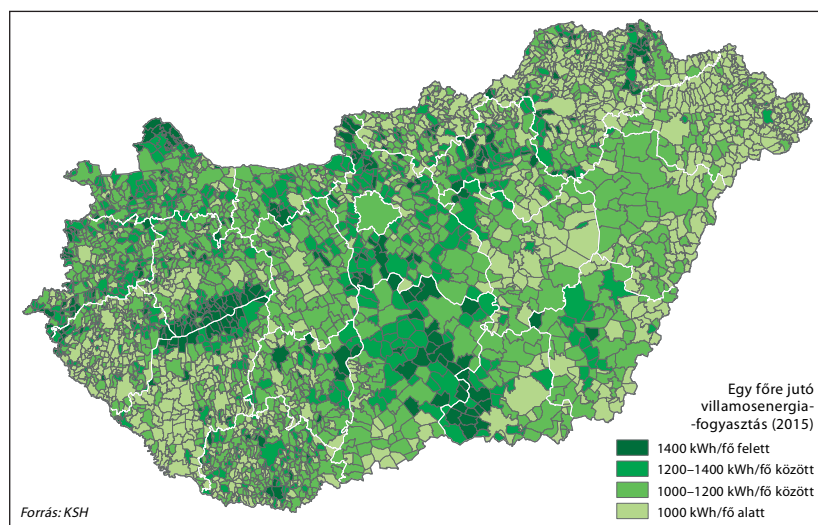 Egy főre jutó
villamosenergia-
-fogyasztás (2015)
1400 kWh/fő felett
1200–1400 kWh/fő között
1000–1200 kWh/fő között
1000 kWh/fő alatt
Forrás: KSH